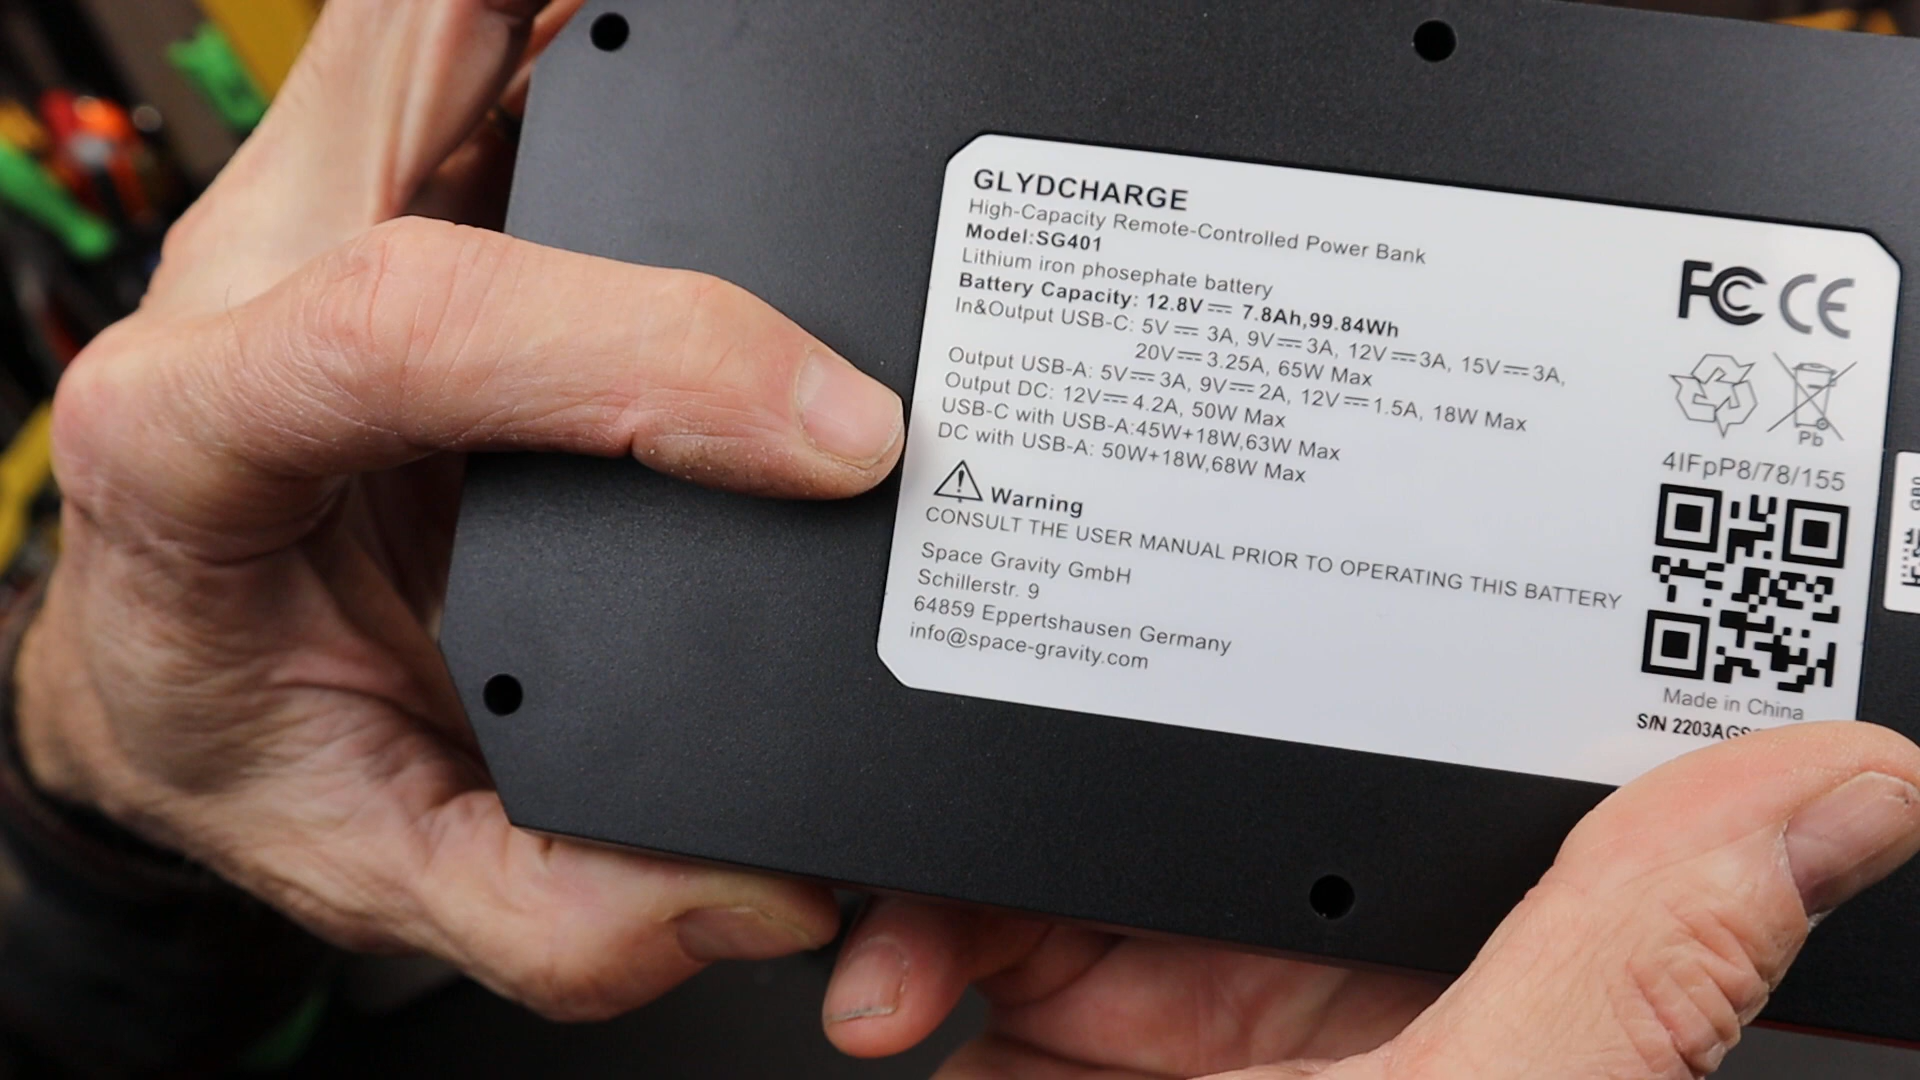 GLYDCHARGE
High-Capacity Remote-Controlled Power Bank
Model:SG401
Lithium iron phosephate battery
Battery Capacity: 12.8V⎓ 7.8Ah,99.84Wh
In&Output USB-C: 5V⎓ 3A, 9V⎓3A, 12V⎓3A, 15V⎓3A,
20V⎓3.25A, 65W Max
Output USB-A: 5V⎓3A, 9V⎓2A, 12V⎓1.5A, 18W Max
Output DC: 12V⎓4.2A, 50W Max
USB-C with USB-A:45W+18W,63W Max
DC with USB-A: 50W+18W,68W Max
Warning
CONSULT THE USER MANUAL PRIOR TO OPERATING THIS BATTERY
Space Gravity GmbH
Schillerstr. 9
64859 Eppertshausen Germany
info@space-gravity.com
FC CE
Pb
4IFpP8/78/155
Made in China
S/N 2203AGS